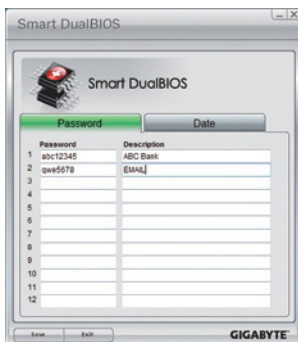 Smart DualBIOS
Smart DualBIOS
Password Date
Password Description
1 abc12345 ABC Bank
2 qwe5678 EMAIL
3
4
5
6
7
8
9
10
11
12
Save Exit GIGABYTE